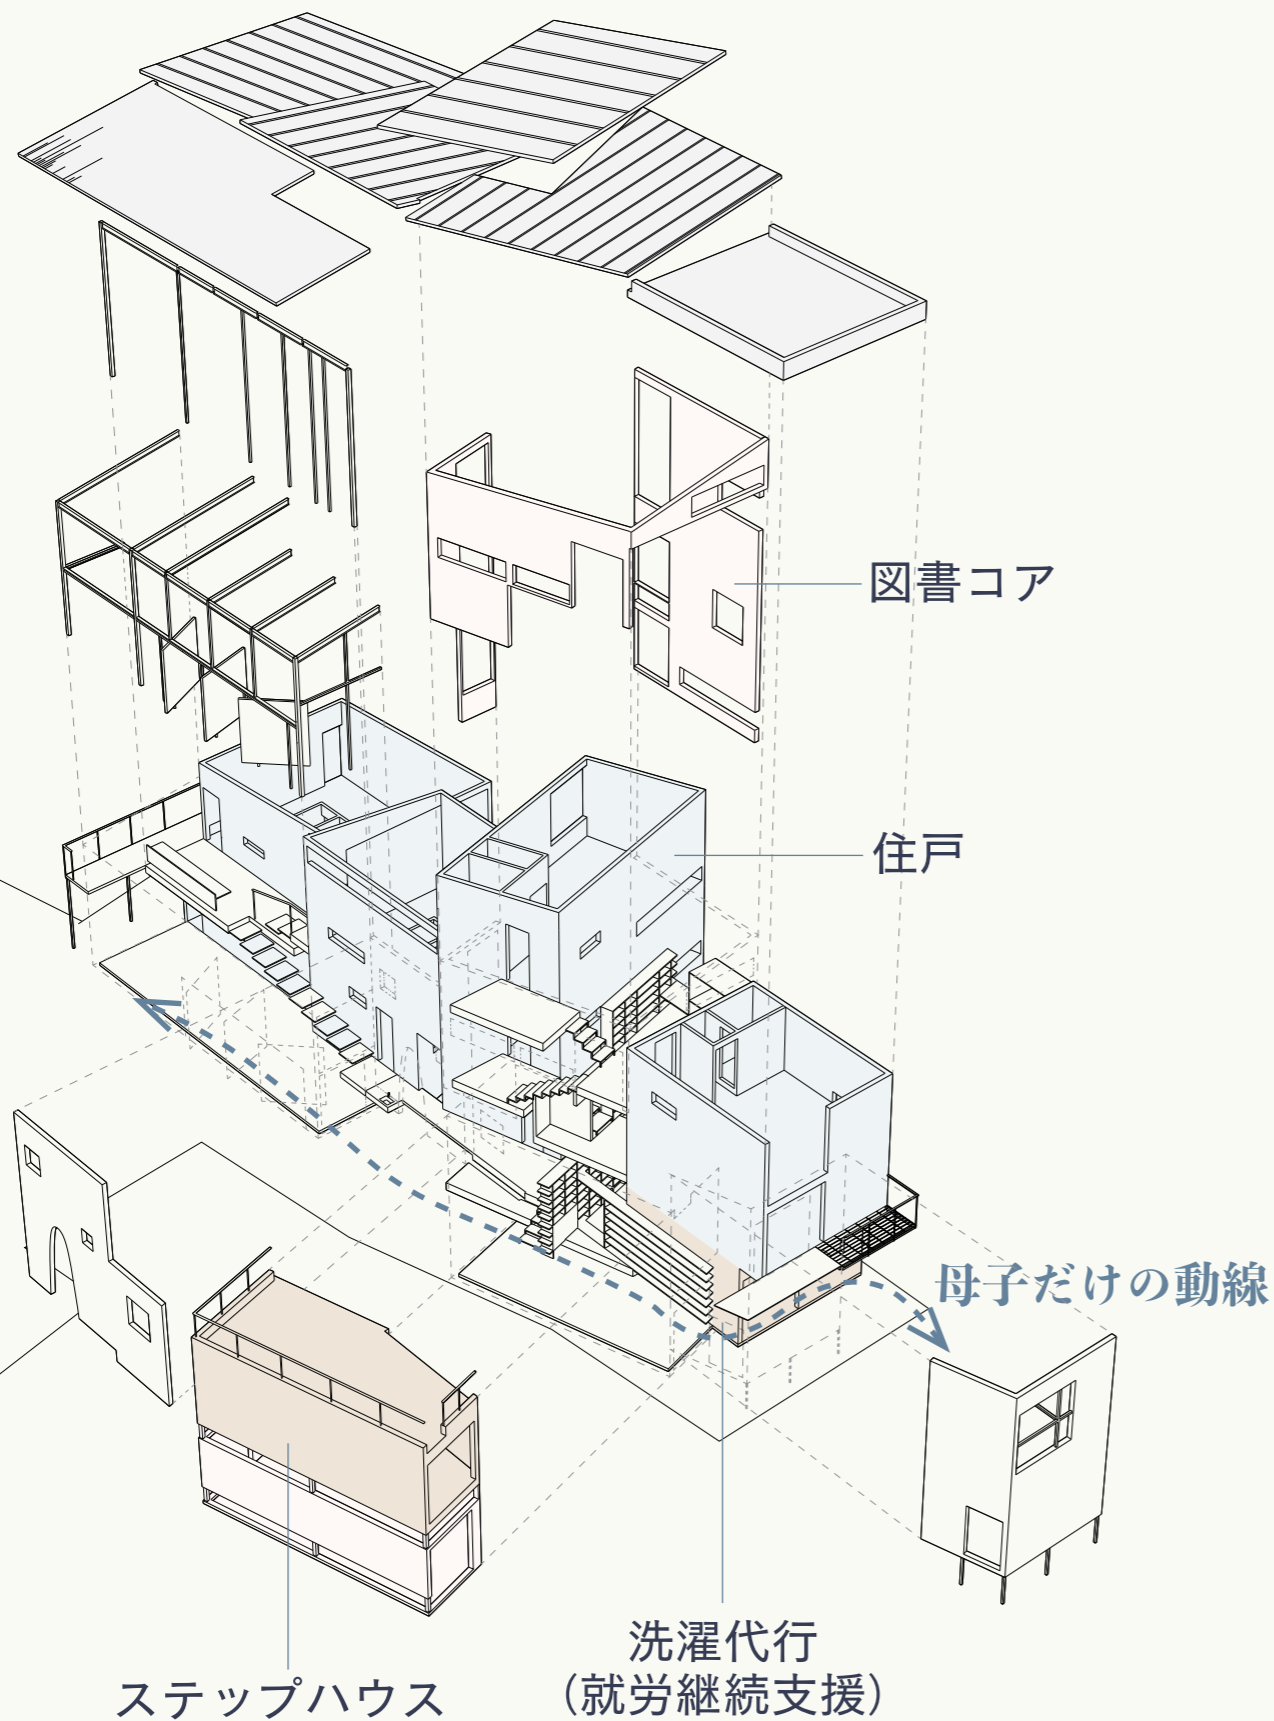 図書コア
住戸
母子だけの動線
洗濯代行
（就労継続支援）
ステップハウス